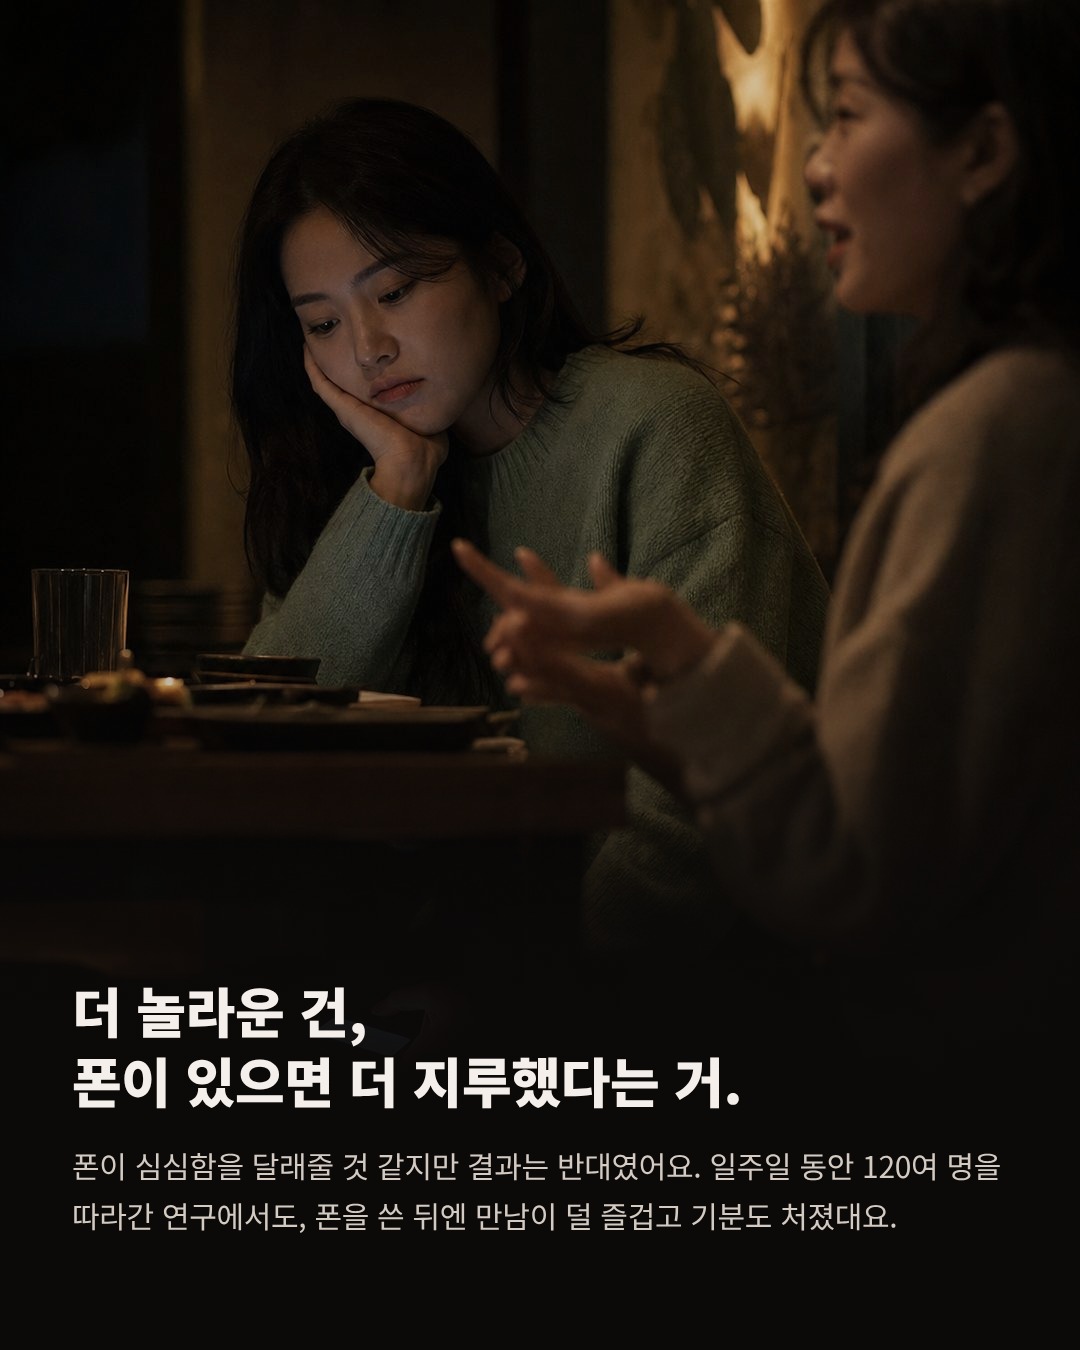 더 놀라운 건,
폰이 있으면 더 지루했다는 거.
폰이 심심함을 달래줄 것 같지만 결과는 반대였어요. 일주일 동안 120여 명을
따라간 연구에서도, 폰을 쓴 뒤엔 만남이 덜 즐겁고 기분도 처졌대요.